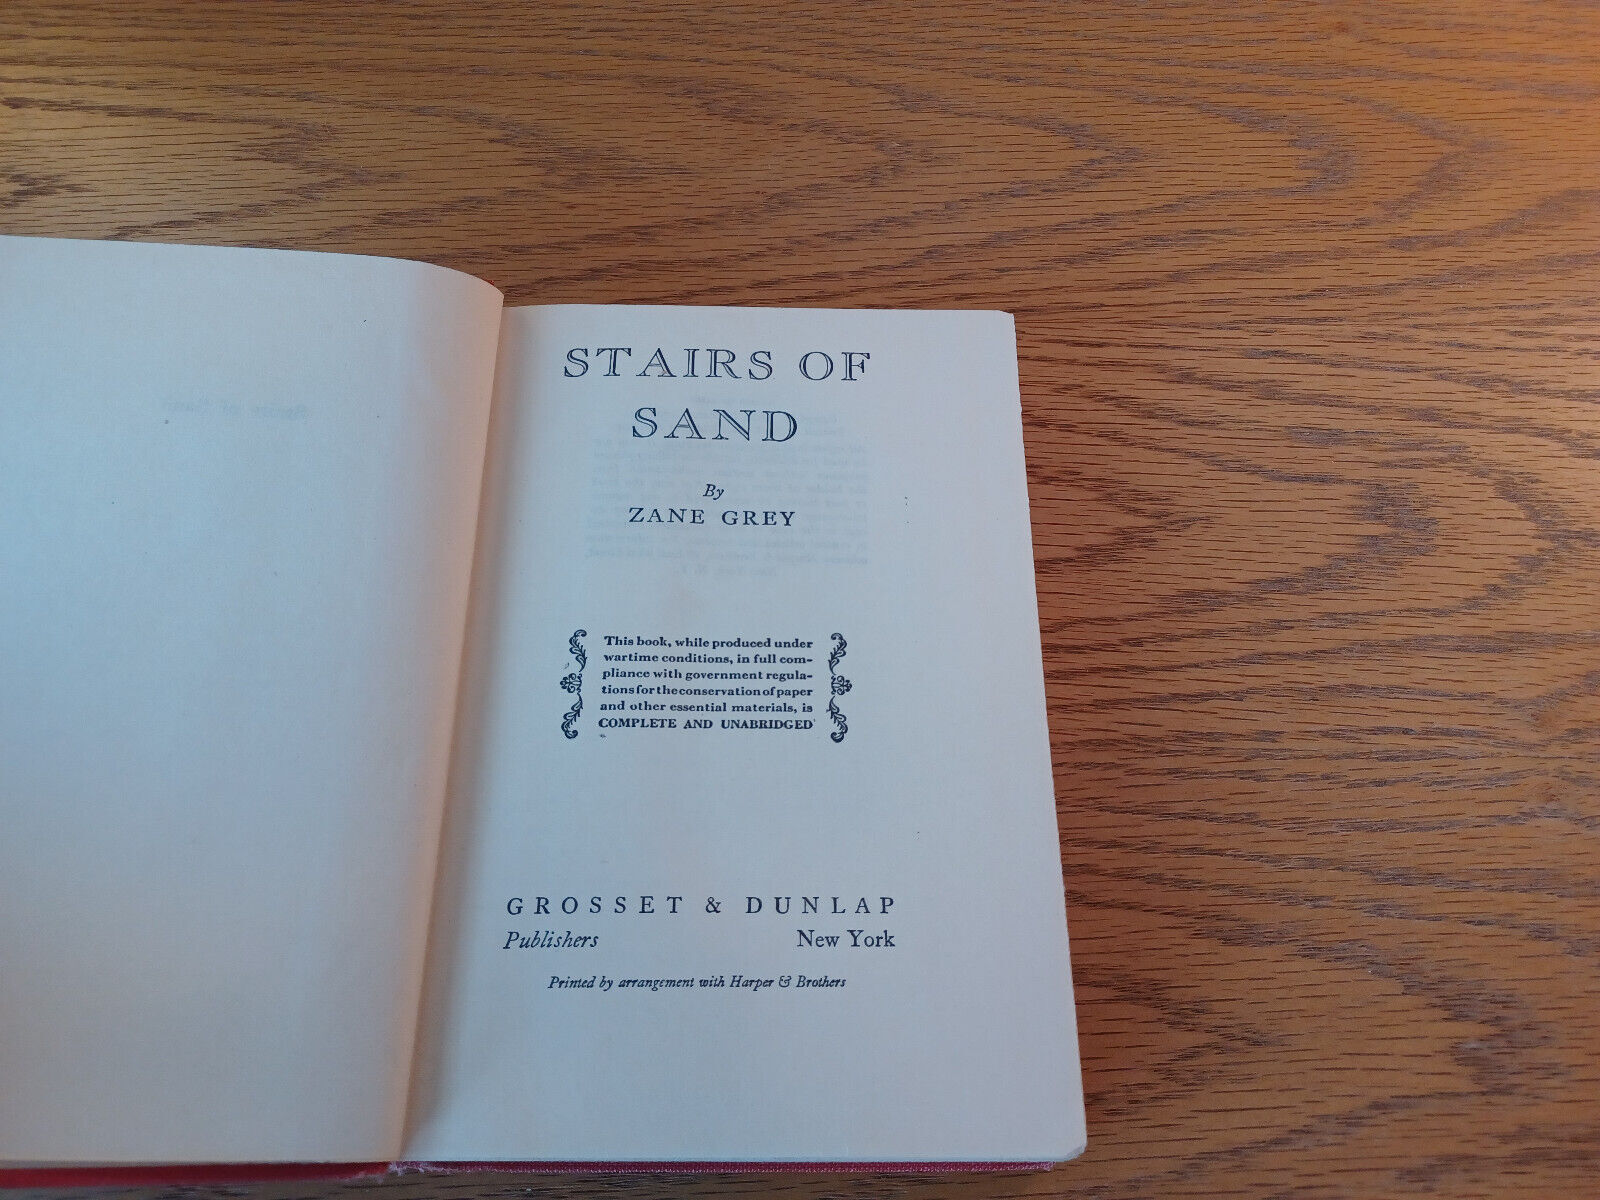 STAIRS OF
SAND
By
ZANE GREY
This book, while produced under
wartime conditions, in full com-
pliance with government regula-
tions for the conservation of paper
and other essential materials, is
COMPLETE AND UNABRIDGED
GROSSET & DUNLAP
Publishers New York
Printed by arrangement with Harper & Brothers